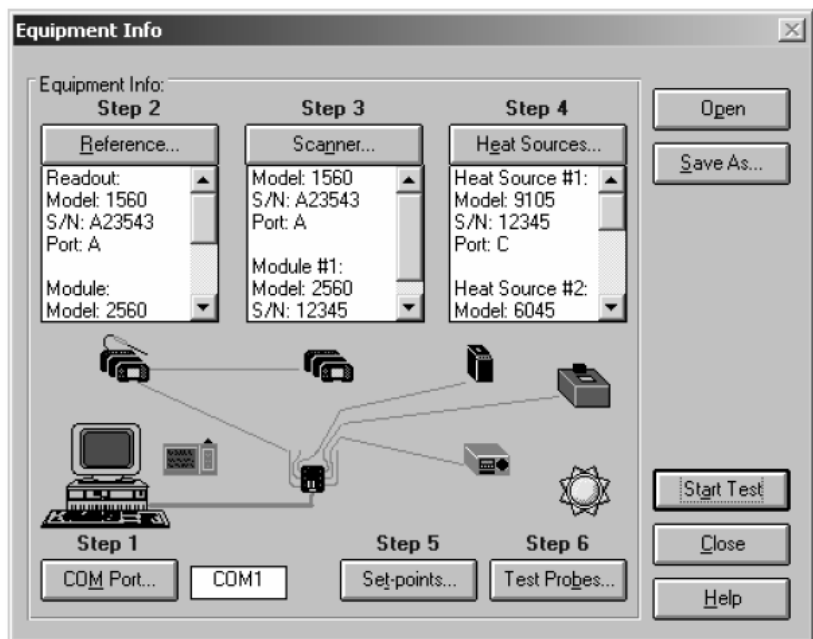 Equipment Info
Equipment Info:
Step 2
Reference...
Readout:
Model: 1560
S/N: A23543
Port: A
Module:
Model: 2560
Step 3
Scanner...
Model: 1560
S/N: A23543
Port: A
Module #1:
Model: 2560
S/N: 12345
Step 4
Heat Sources...
Heat Source #1:
Model: 9105
S/N: 12345
Port: C
Heat Source #2:
Model: 6045
Open
Save As...
Step 1
COM Port...
COM1
Step 5
Set-points...
Step 6
Test Probes...
Start Test
Close
Help